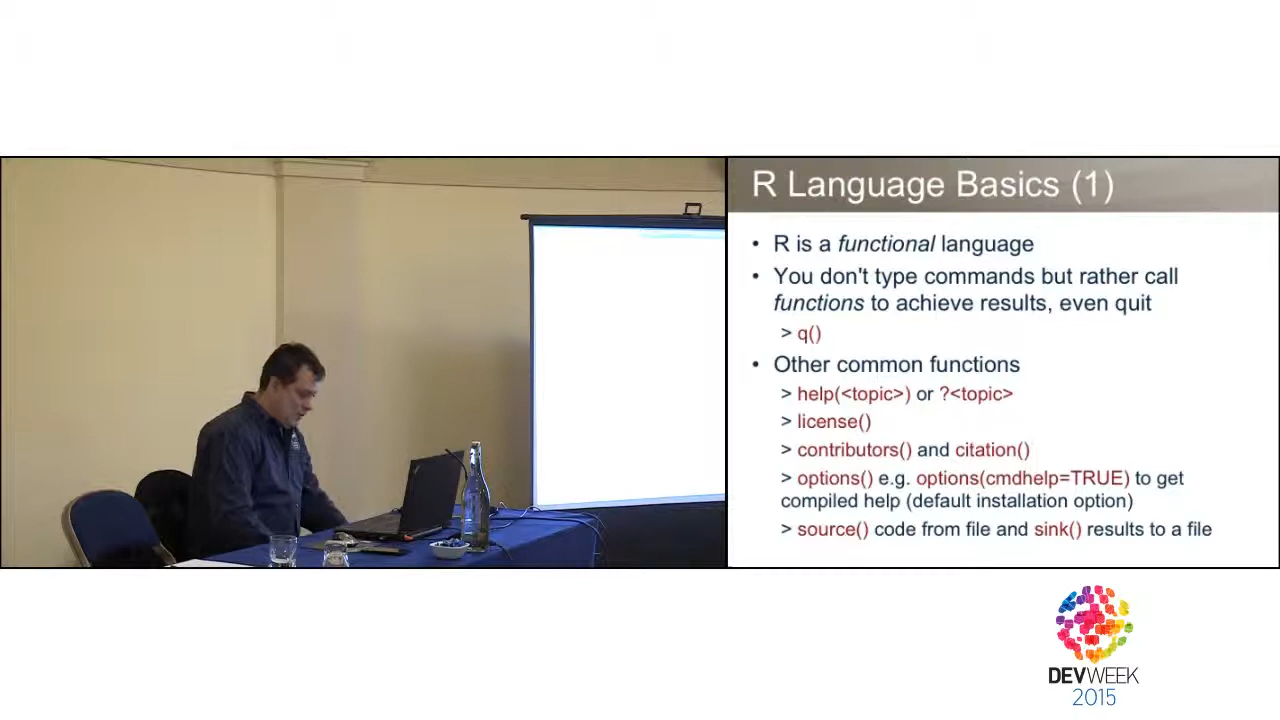 R Language Basics (1)
• R is a functional language
• You don't type commands but rather call
functions to achieve results, even quit
> q()
• Other common functions
> help(<topic>) or ?<topic>
> license()
> contributors() and citation()
> options() e.g. options(cmdhelp=TRUE) to get
compiled help (default installation option)
> source() code from file and sink() results to a file
DEVWEEK
2015